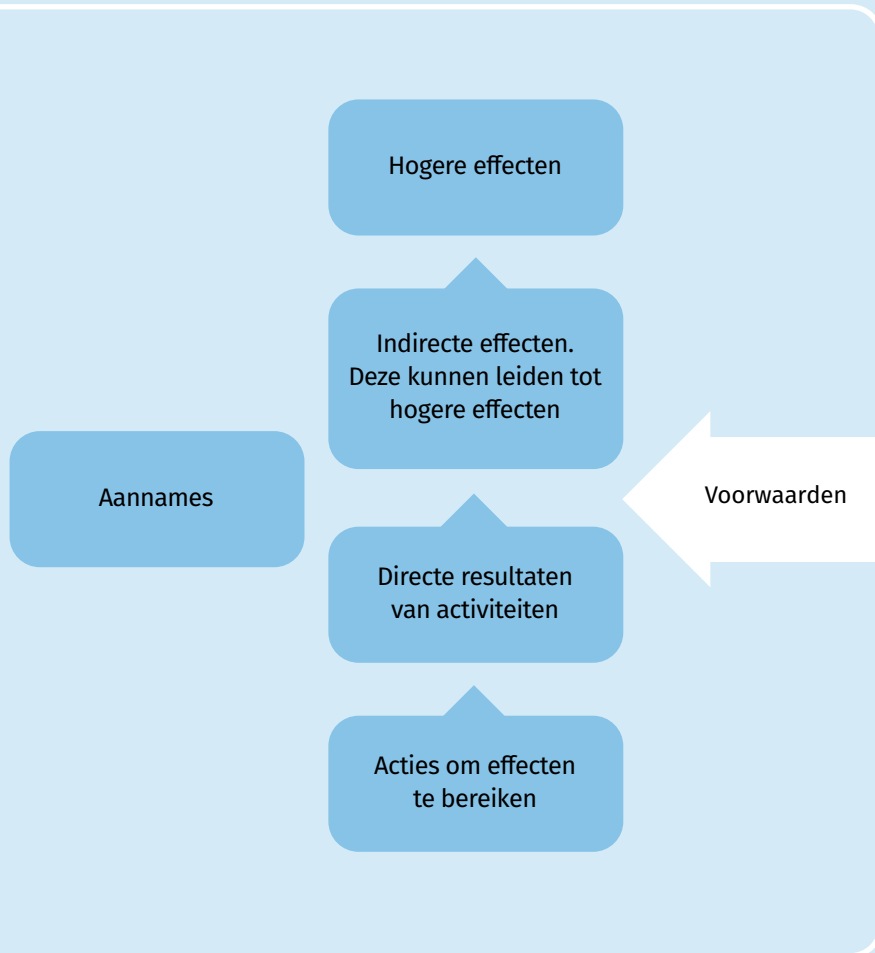 Hogere effecten
Indirecte effecten.
Deze kunnen leiden tot
hogere effecten
Aannames
Voorwaarden
Directe resultaten
van activiteiten
Acties om effecten
te bereiken